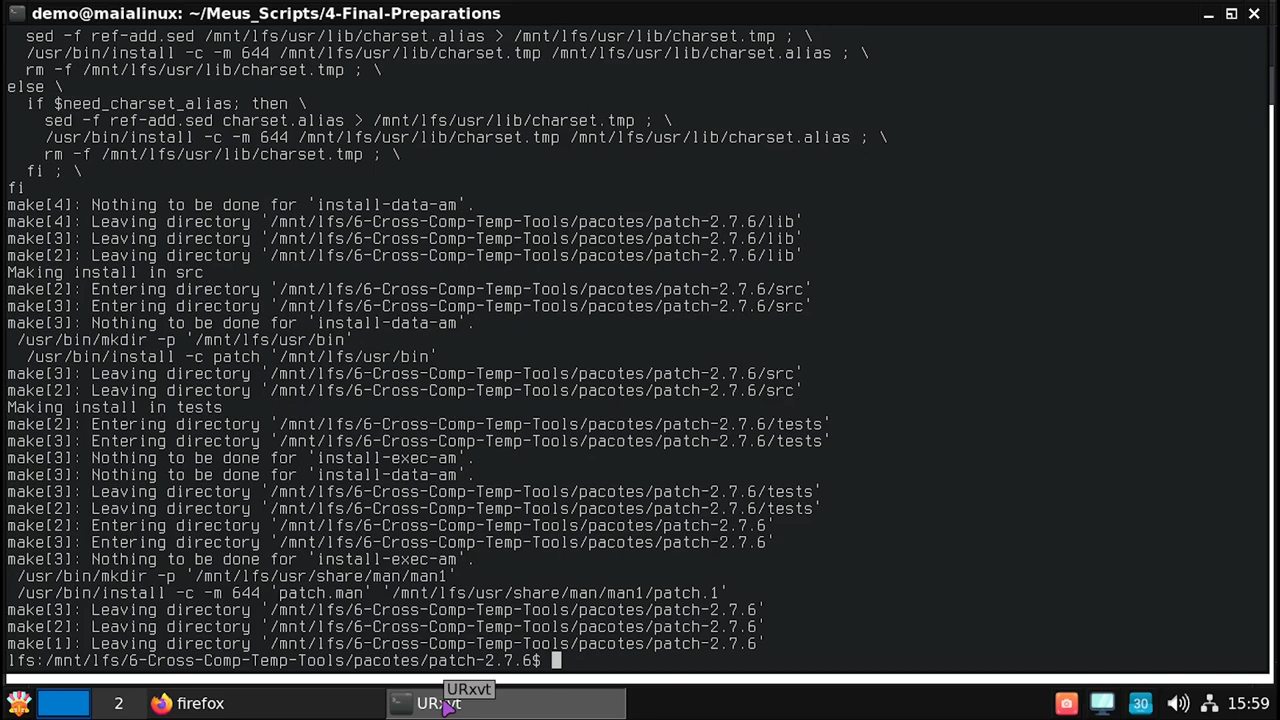 demo@maialinux: ~/Meus_Scripts/4-Final-Preparations
sed -f ref-add.sed /mnt/lfs/usr/lib/charset.alias > /mnt/lfs/usr/lib/charset.tmp ; \
/usr/bin/install -c -m 644 /mnt/lfs/usr/lib/charset.tmp /mnt/lfs/usr/lib/charset.alias ; \
rm -f /mnt/lfs/usr/lib/charset.tmp ; \
else \
if $need_charset_alias; then \
sed -f ref-add.sed charset.alias > /mnt/lfs/usr/lib/charset.tmp ; \
/usr/bin/install -c -m 644 /mnt/lfs/usr/lib/charset.tmp /mnt/lfs/usr/lib/charset.alias ; \
rm -f /mnt/lfs/usr/lib/charset.tmp ; \
fi ; \
fi
make[4]: Nothing to be done for 'install-data-am'.
make[4]: Leaving directory '/mnt/lfs/6-Cross-Comp-Temp-Tools/pacotes/patch-2.7.6/lib'
make[3]: Leaving directory '/mnt/lfs/6-Cross-Comp-Temp-Tools/pacotes/patch-2.7.6/lib'
make[2]: Leaving directory '/mnt/lfs/6-Cross-Comp-Temp-Tools/pacotes/patch-2.7.6/lib'
Making install in src
make[2]: Entering directory '/mnt/lfs/6-Cross-Comp-Temp-Tools/pacotes/patch-2.7.6/src'
make[3]: Entering directory '/mnt/lfs/6-Cross-Comp-Temp-Tools/pacotes/patch-2.7.6/src'
make[3]: Nothing to be done for 'install-data-am'.
/usr/bin/mkdir -p '/mnt/lfs/usr/bin'
/usr/bin/install -c patch '/mnt/lfs/usr/bin'
make[3]: Leaving directory '/mnt/lfs/6-Cross-Comp-Temp-Tools/pacotes/patch-2.7.6/src'
make[2]: Leaving directory '/mnt/lfs/6-Cross-Comp-Temp-Tools/pacotes/patch-2.7.6/src'
Making install in tests
make[2]: Entering directory '/mnt/lfs/6-Cross-Comp-Temp-Tools/pacotes/patch-2.7.6/tests'
make[3]: Entering directory '/mnt/lfs/6-Cross-Comp-Temp-Tools/pacotes/patch-2.7.6/tests'
make[3]: Nothing to be done for 'install-exec-am'.
make[3]: Nothing to be done for 'install-data-am'.
make[3]: Leaving directory '/mnt/lfs/6-Cross-Comp-Temp-Tools/pacotes/patch-2.7.6/tests'
make[2]: Leaving directory '/mnt/lfs/6-Cross-Comp-Temp-Tools/pacotes/patch-2.7.6/tests'
make[2]: Entering directory '/mnt/lfs/6-Cross-Comp-Temp-Tools/pacotes/patch-2.7.6'
make[3]: Entering directory '/mnt/lfs/6-Cross-Comp-Temp-Tools/pacotes/patch-2.7.6'
make[3]: Nothing to be done for 'install-exec-am'.
/usr/bin/mkdir -p '/mnt/lfs/usr/share/man/man1'
/usr/bin/install -c -m 644 'patch.man' '/mnt/lfs/usr/share/man/man1/patch.1'
make[3]: Leaving directory '/mnt/lfs/6-Cross-Comp-Temp-Tools/pacotes/patch-2.7.6'
make[2]: Leaving directory '/mnt/lfs/6-Cross-Comp-Temp-Tools/pacotes/patch-2.7.6'
make[1]: Leaving directory '/mnt/lfs/6-Cross-Comp-Temp-Tools/pacotes/patch-2.7.6'
lfs:/mnt/lfs/6-Cross-Comp-Temp-Tools/pacotes/patch-2.7.6$
URxvt
2 firefox URxvt 30 15:59